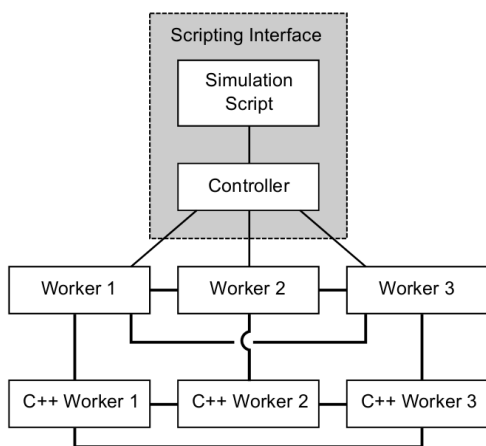 Scripting Interface
Simulation
Script
Controller
Worker 1
Worker 2
Worker 3
C++ Worker 1
C++ Worker 2
C++ Worker 3